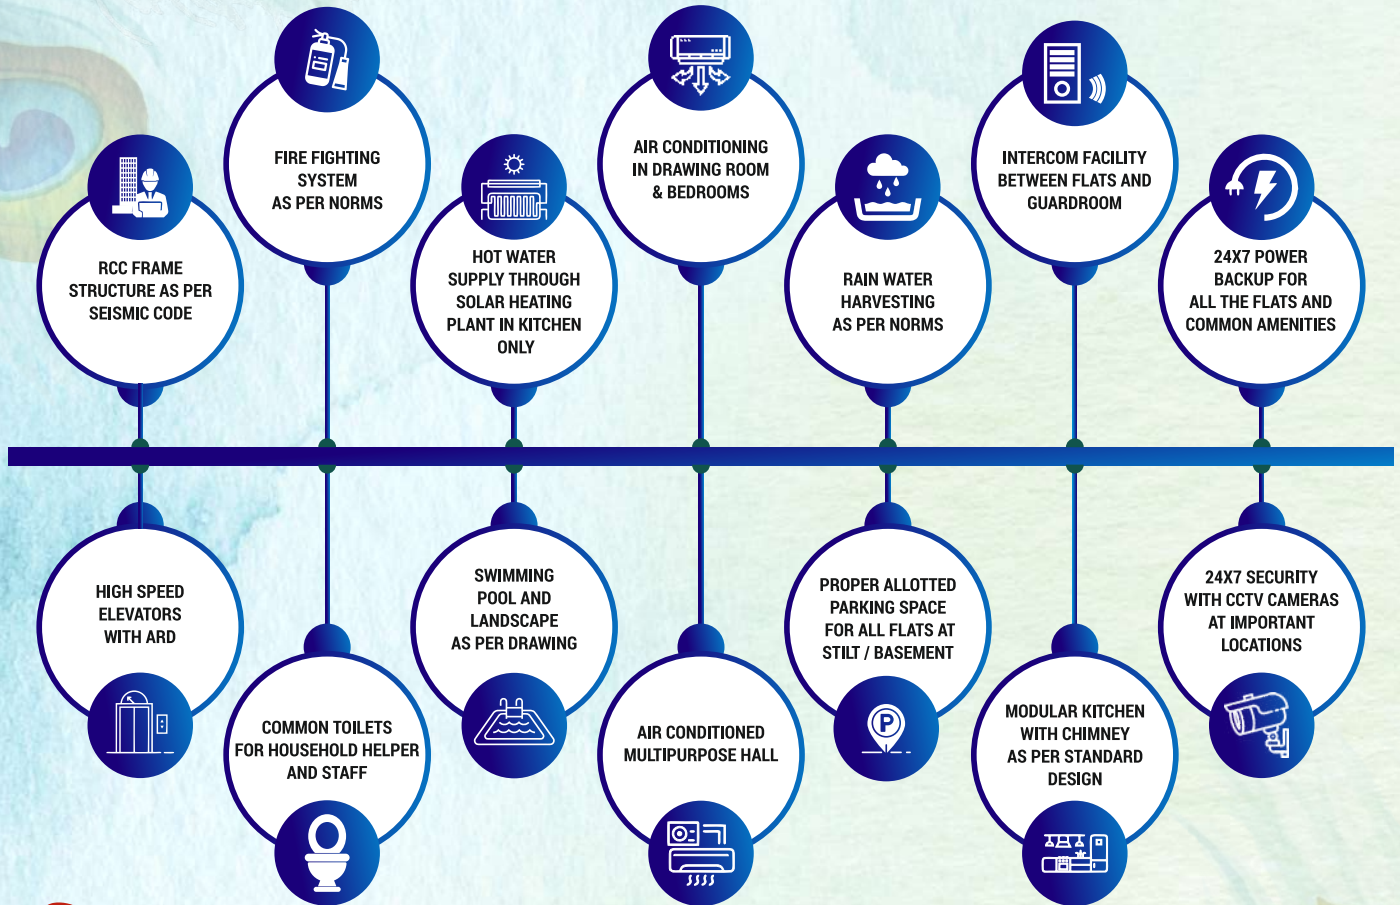 FIRE FIGHTING
SYSTEM
AS PER NORMS
AIR CONDITIONING
IN DRAWING ROOM
& BEDROOMS
INTERCOM FACILITY
BETWEEN FLATS AND
GUARDROOM
RCC FRAME
STRUCTURE AS PER
SEISMIC CODE
HOT WATER
SUPPLY THROUGH
SOLAR HEATING
PLANT IN KITCHEN
ONLY
RAIN WATER
HARVESTING
AS PER NORMS
24X7 POWER
BACKUP FOR
ALL THE FLATS AND
COMMON AMENITIES
HIGH SPEED
ELEVATORS
WITH ARD
SWIMMING
POOL AND
LANDSCAPE
AS PER DRAWING
PROPER ALLOTTED
PARKING SPACE
FOR ALL FLATS AT
STILT / BASEMENT
P
24X7 SECURITY
WITH CCTV CAMERAS
AT IMPORTANT
LOCATIONS
COMMON TOILETS
FOR HOUSEHOLD HELPER
AND STAFF
AIR CONDITIONED
MULTIPURPOSE HALL
MODULAR KITCHEN
WITH CHIMNEY
AS PER STANDARD
DESIGN